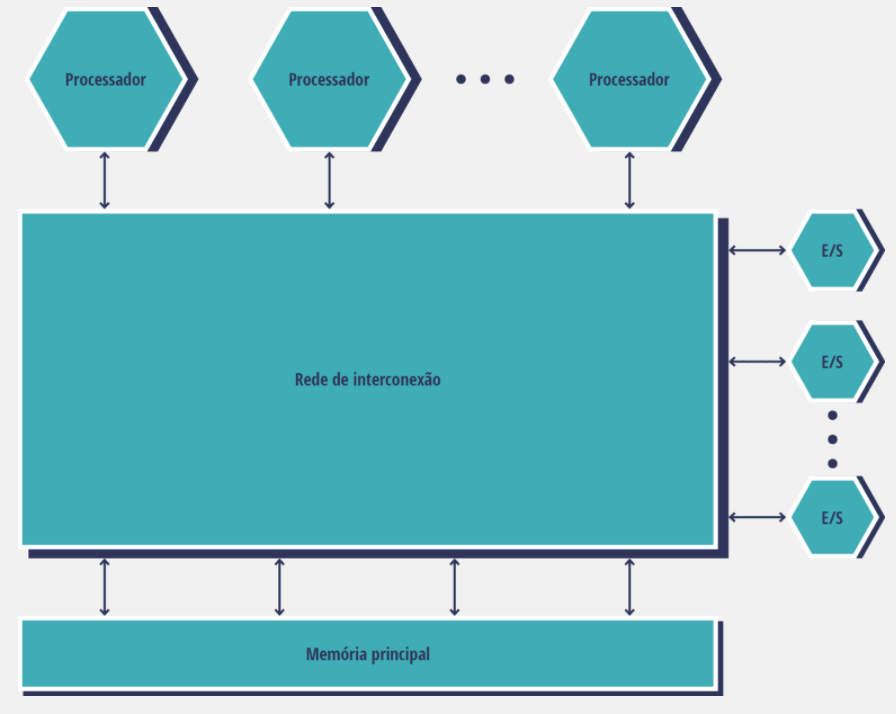 Processador
Processador
Processador
E/S
E/S
Rede de interconexão
E/S
Memória principal